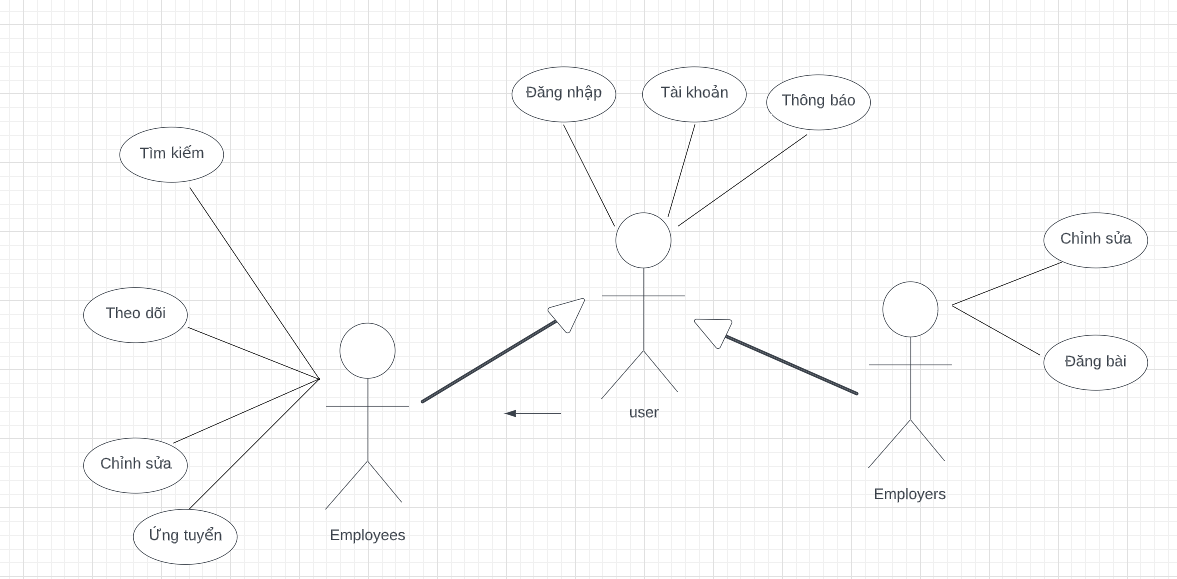 Đăng nhập
Tài khoản
Thông báo
Tìm kiếm
Chỉnh sửa
Theo dõi
Đăng bài
user
Chỉnh sửa
Employers
Ứng tuyển
Employees